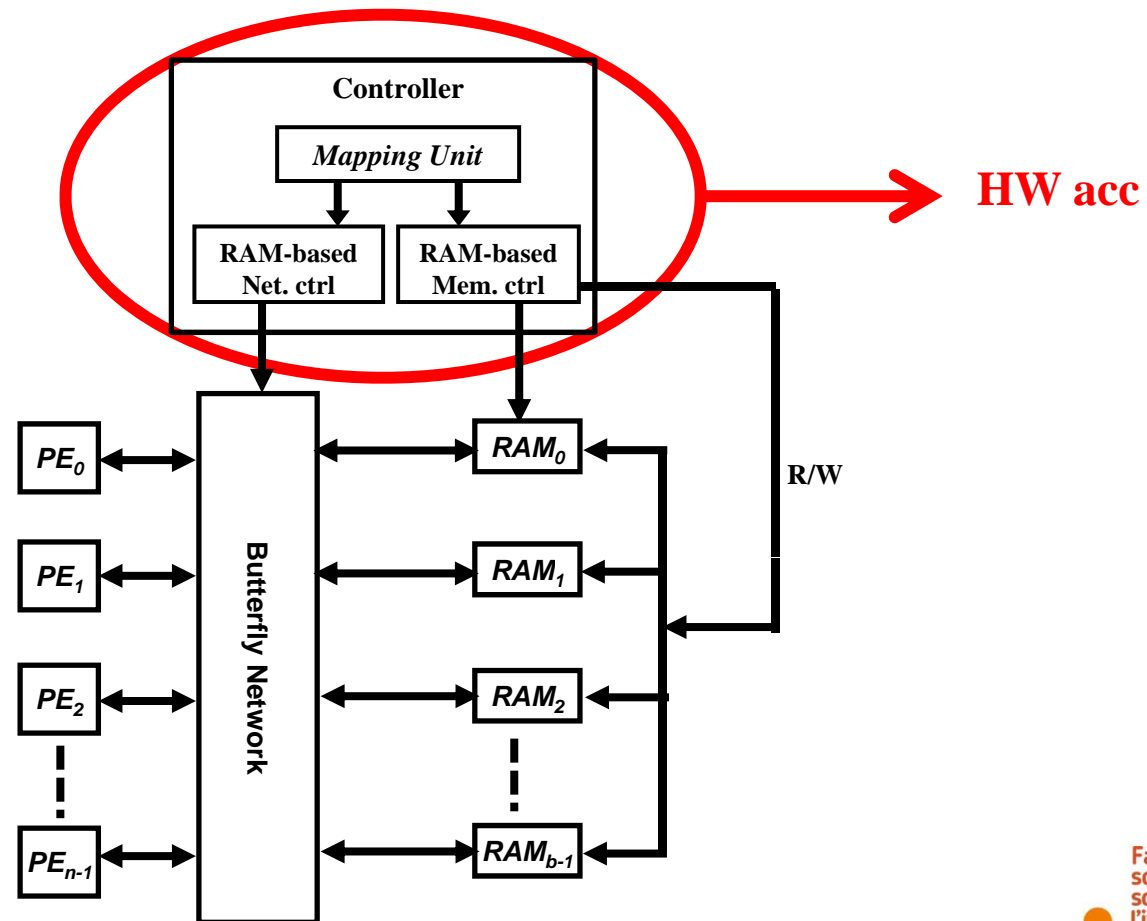 Controller
Mapping Unit
HW acc
RAM-based
Net. ctrl
RAM-based
Mem. ctrl
PE0
RAM0
R/W
PE1
RAM1
Butterfly Network
PE2
RAM2
PEn-1
RAMb-1